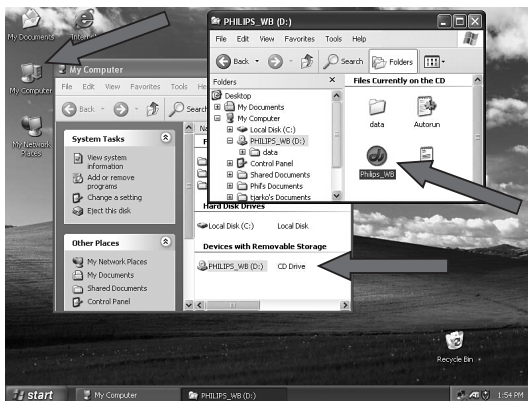 My Documents
Internet
My Computer
My Network
Places
My Computer
File Edit View Favorites Tools
Back
Search
System Tasks
View system
information
Add or remove
programs
Change a setting
Eject this disk
Other Places
My Network Places
My Documents
Shared Documents
Control Panel
Hard Disk Drives
Local Disk (C:) Local Disk
Devices with Removable Storage
PHILIPS_WB (D:) CD Drive
PHILIPS_WB (D:)
File Edit View Favorites Tools Help
Back
Search
Folders
Folders
Desktop
My Documents
My Computer
Local Disk (C:)
PHILIPS_WB (D:)
data
Control Panel
Shared Documents
Phil's Documents
tjarko's Documents
Files Currently on the CD
data
Autorun
Philips_WB
Recycle Bin
start
My Computer
PHILIPS_WB (D:)
1:54 PM